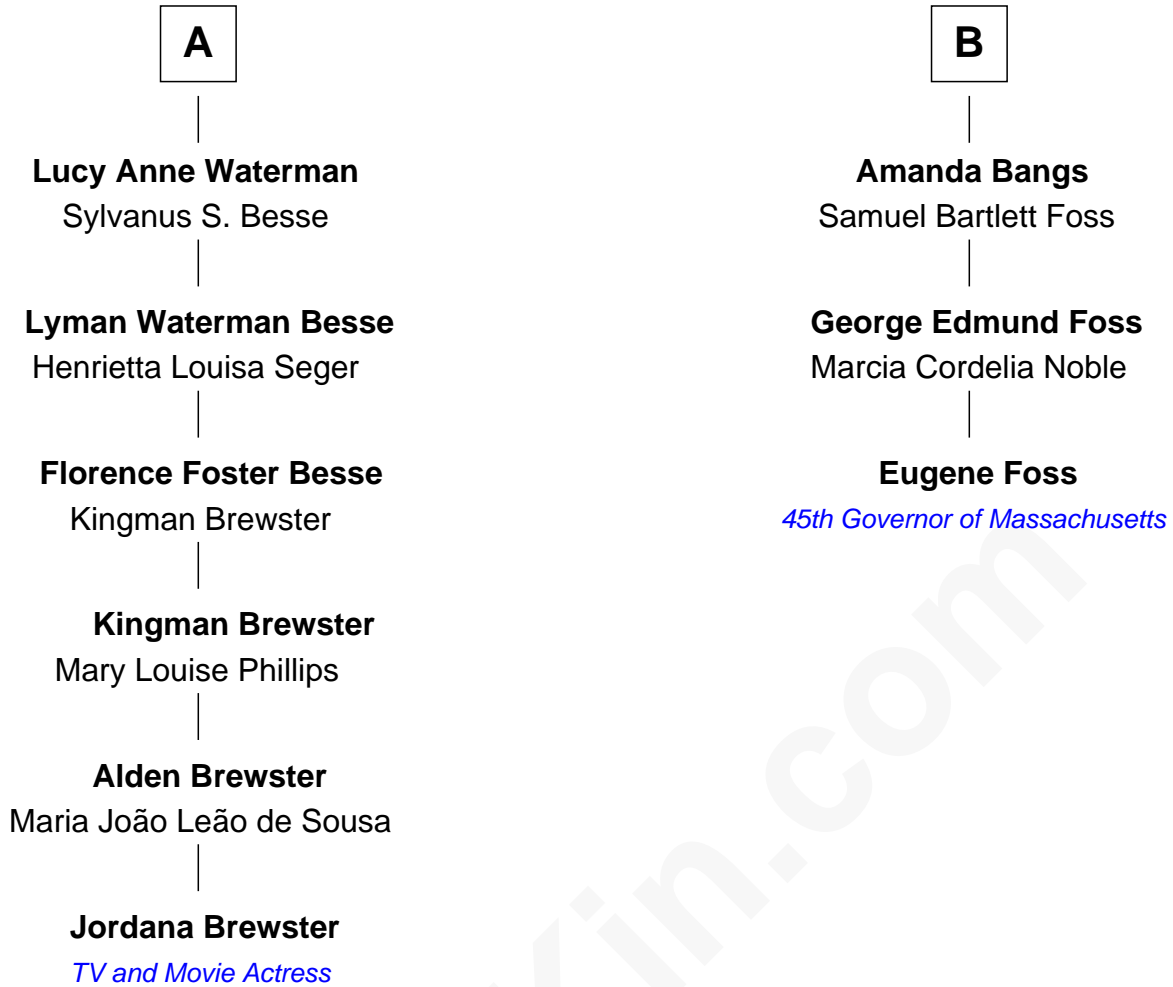 A
Lucy Anne Waterman
Sylvanus S. Besse
Lyman Waterman Besse
Henrietta Louisa Seger
Florence Foster Besse
Kingman Brewster
Kingman Brewster
Mary Louise Phillips
Alden Brewster
Maria João Leão de Sousa
Jordana Brewster
TV and Movie Actress
B
Amanda Bangs
Samuel Bartlett Foss
George Edmund Foss
Marcia Cordelia Noble
Eugene Foss
45th Governor of Massachusetts